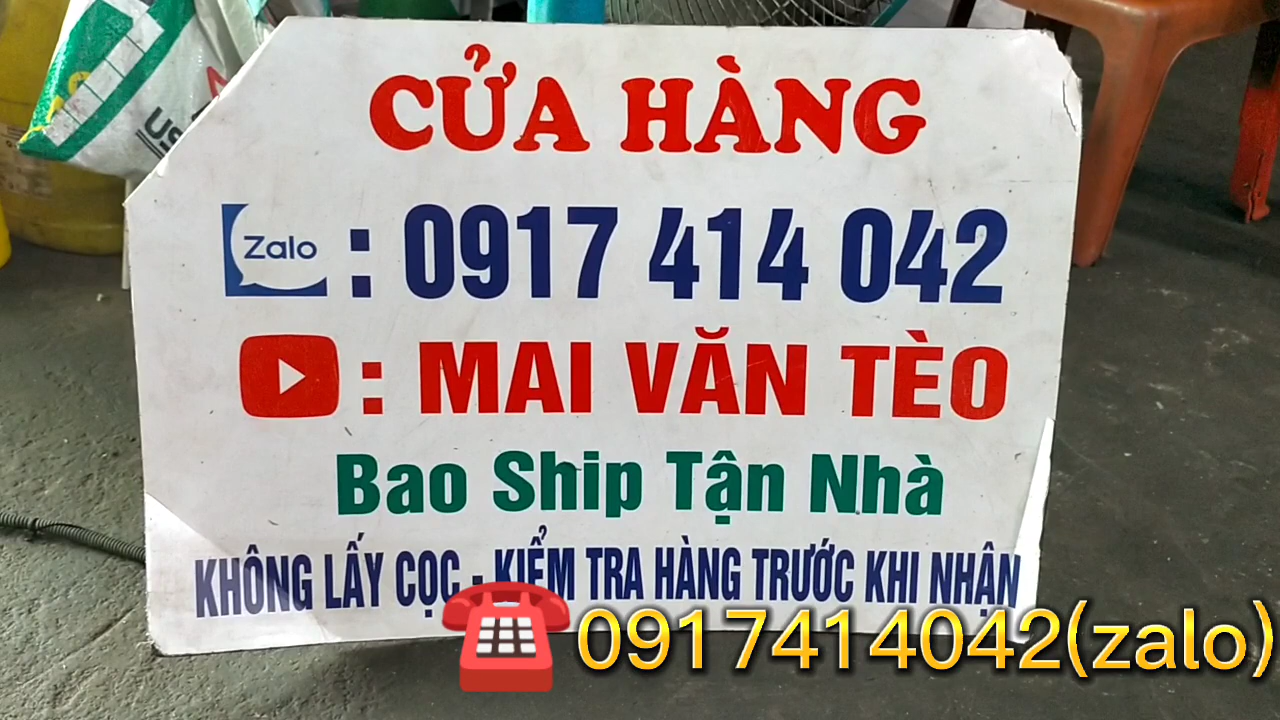 CỬA HÀNG
Zalo : 0917 414 042
: MAI VĂN TÈO
Bao Ship Tận Nhà
KHÔNG LẤY CỌC - KIỂM TRA HÀNG TRƯỚC KHI NHẬN
0917414042(zalo)